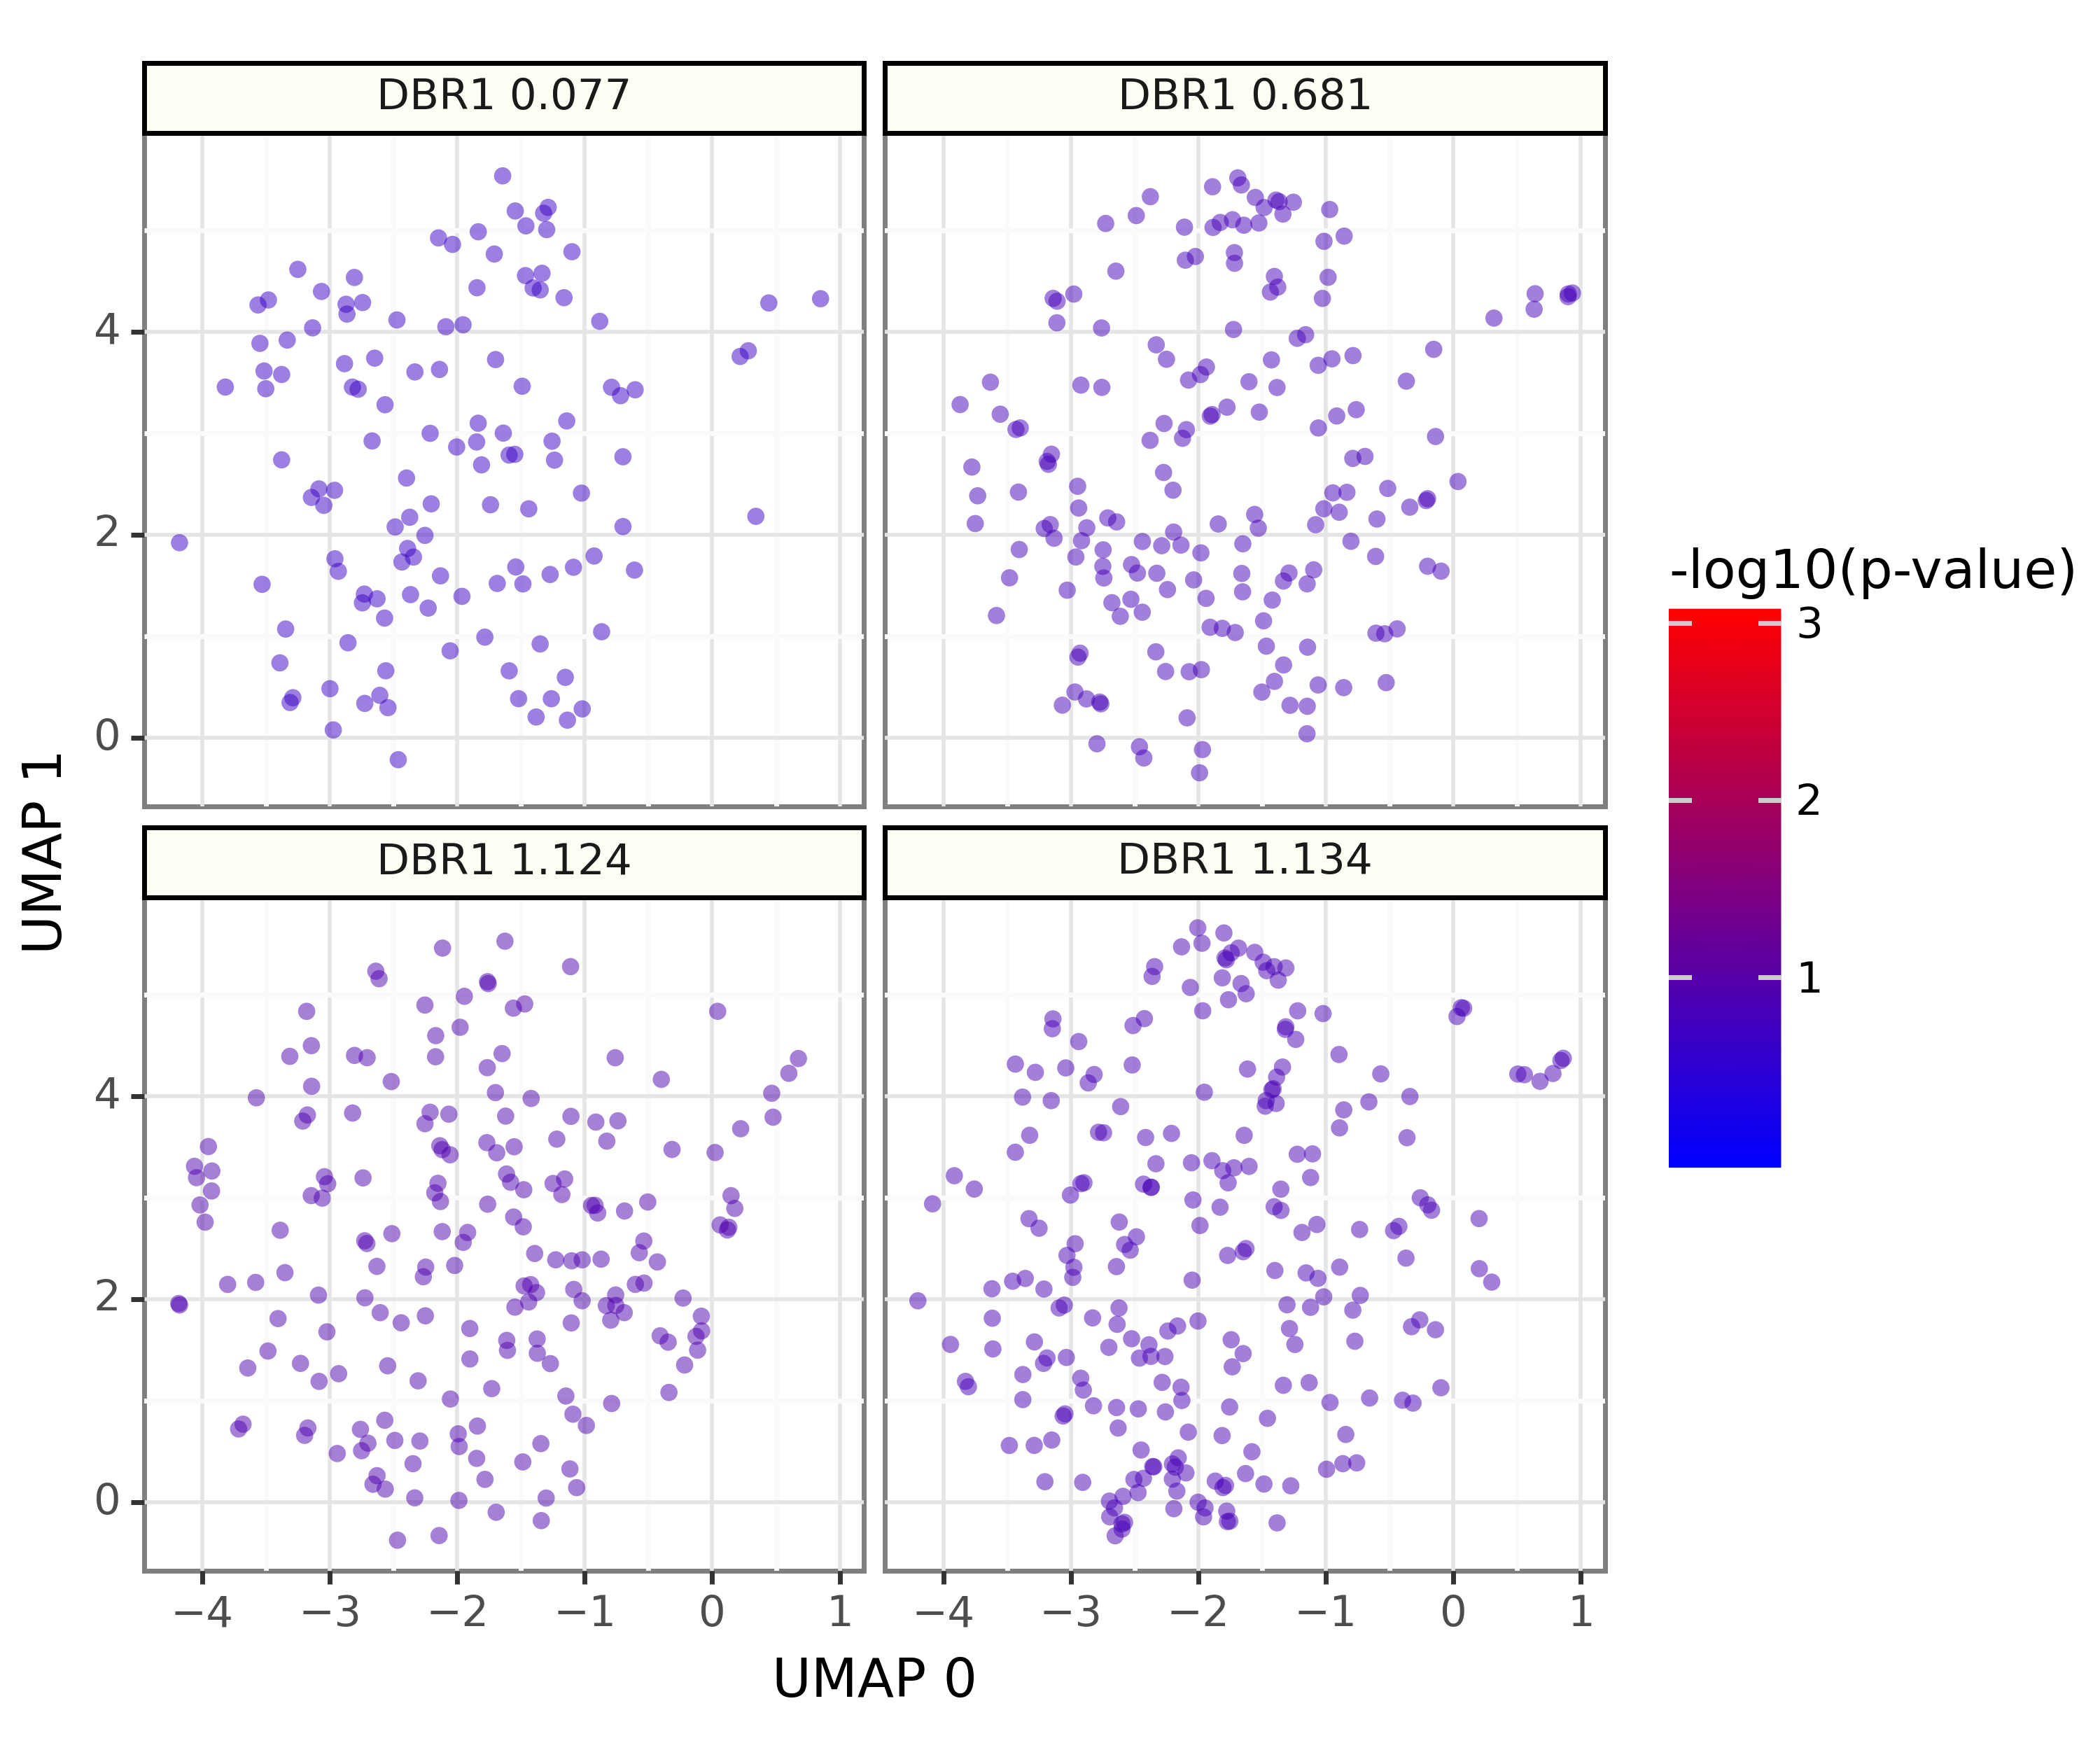 DBR1 0.077
DBR1 0.681
4
2
0
DBR1 1.124
DBR1 1.134
4
2
0
−4 −3 −2 −1 0 1
−4 −3 −2 −1 0 1
UMAP 0
UMAP 1
-log10(p-value)
3
2
1